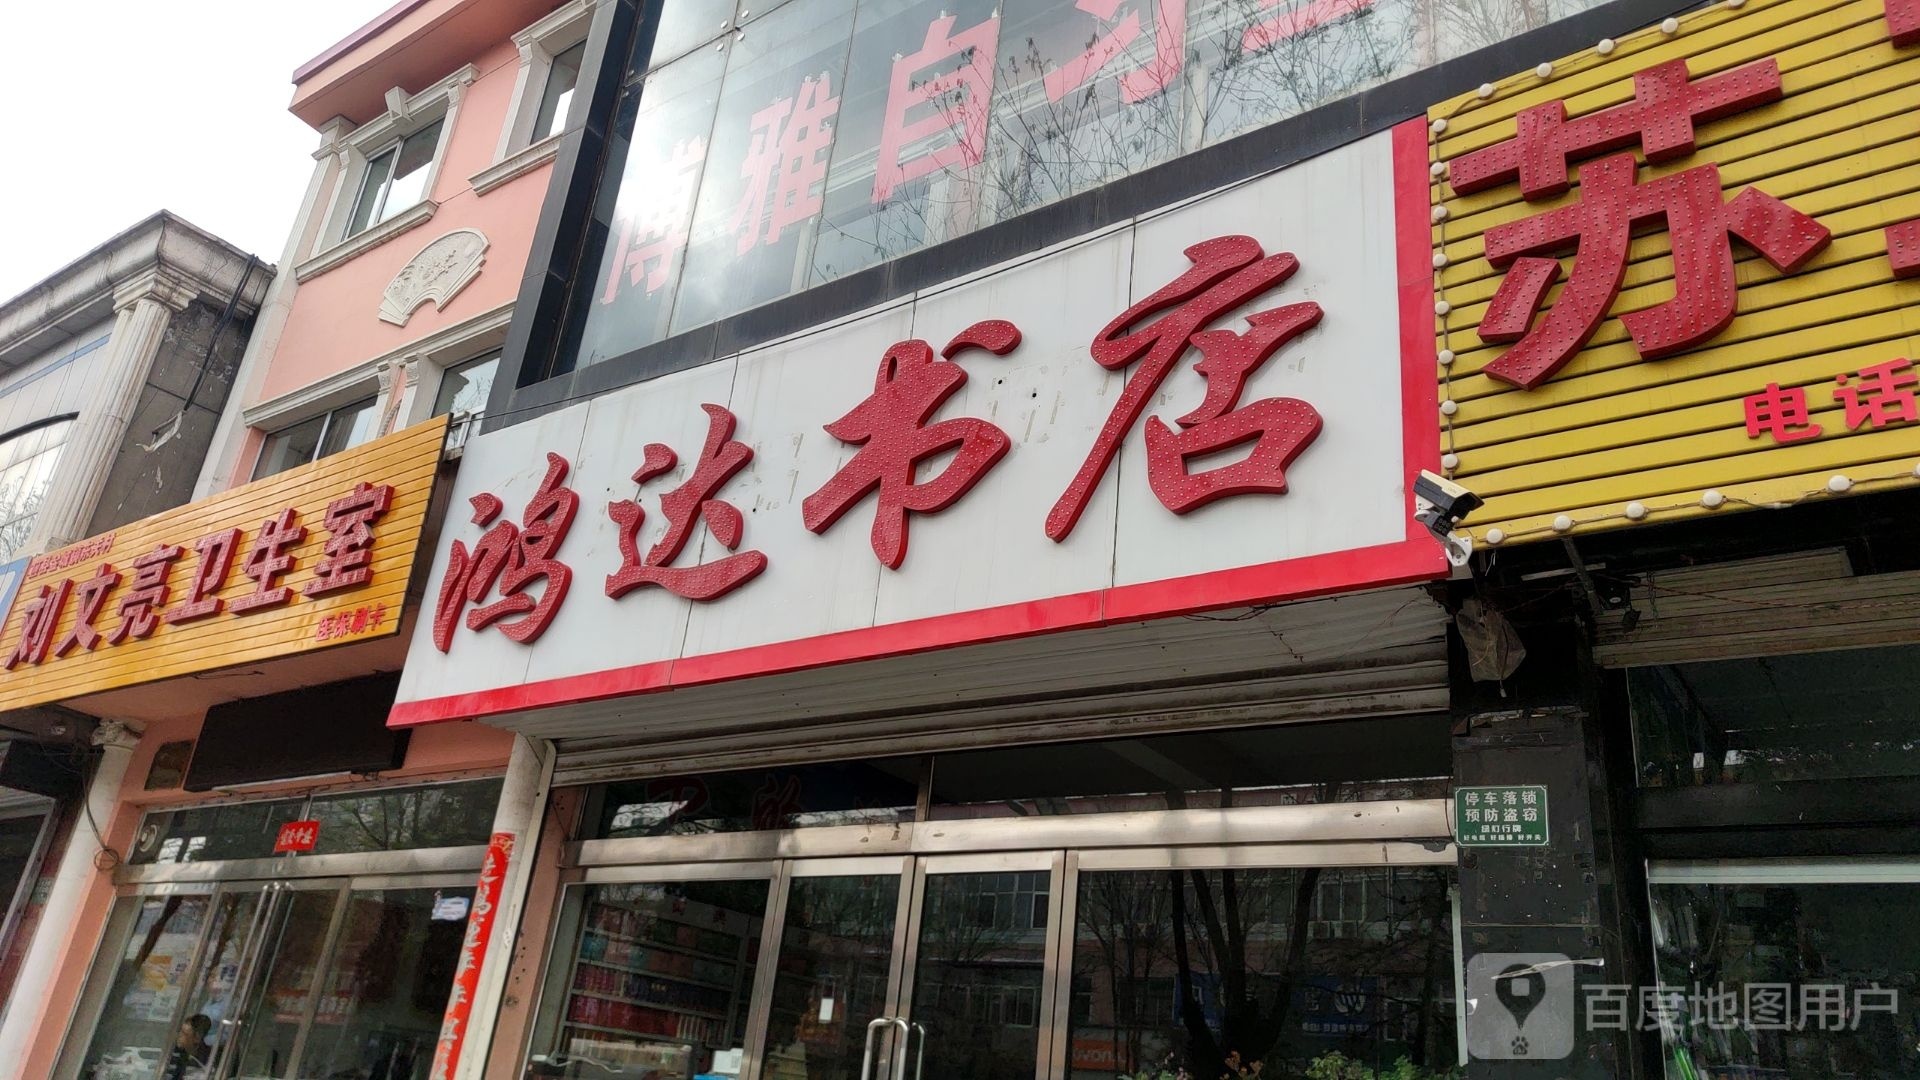 博雅自习室
苏
电话
鸿达书店
刘文亮卫生室
医保刷卡
停车落锁
预防盗窃
百度地图用户